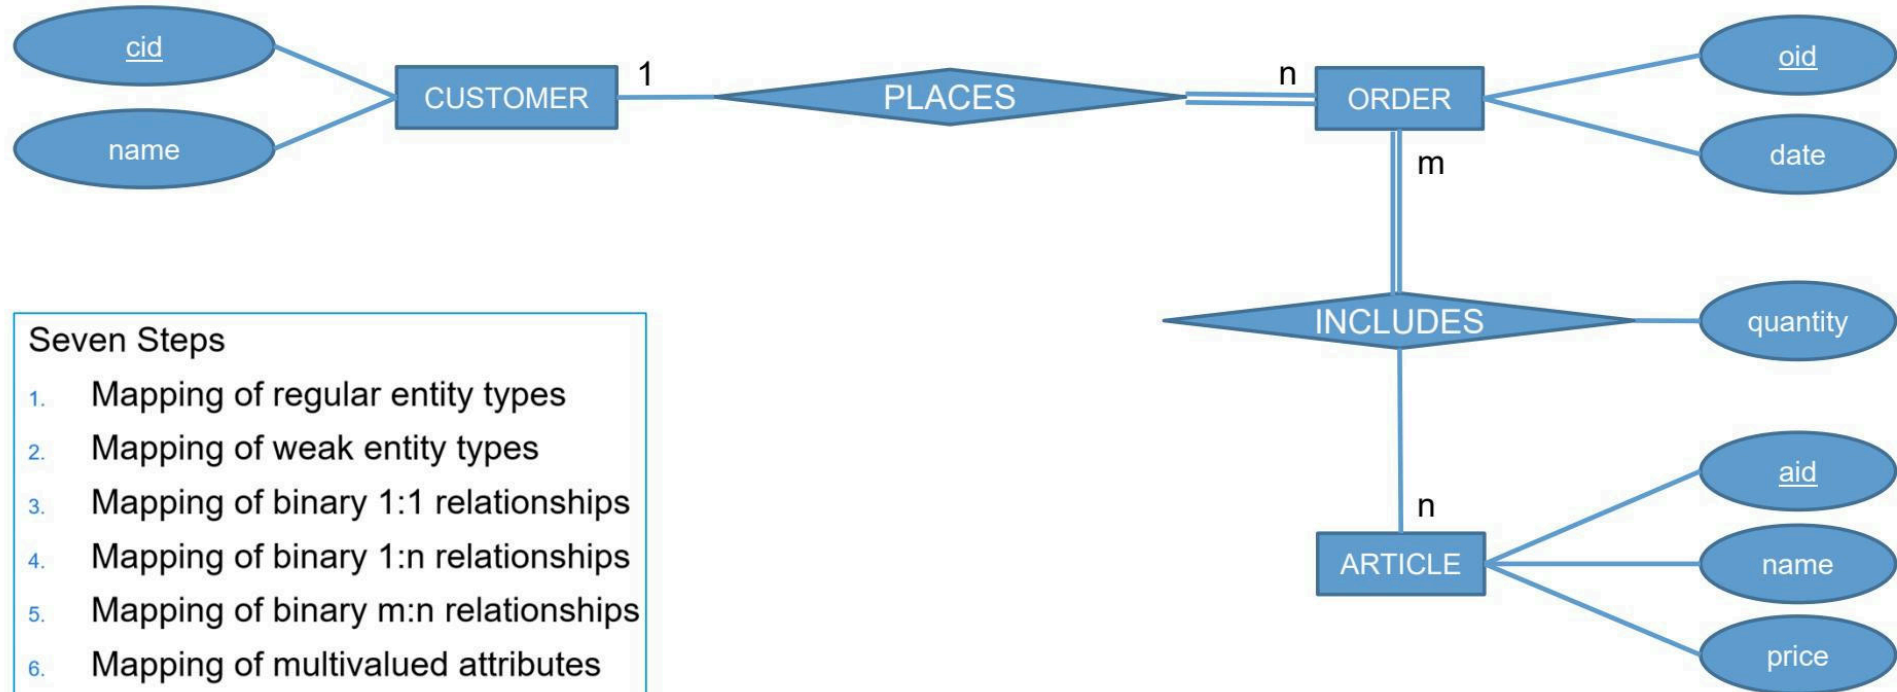 cid
name
CUSTOMER
1
PLACES
n
ORDER
oid
date
m
INCLUDES
quantity
n
ARTICLE
aid
name
price
Seven Steps
1. Mapping of regular entity types
2. Mapping of weak entity types
3. Mapping of binary 1:1 relationships
4. Mapping of binary 1:n relationships
5. Mapping of binary m:n relationships
6. Mapping of multivalued attributes